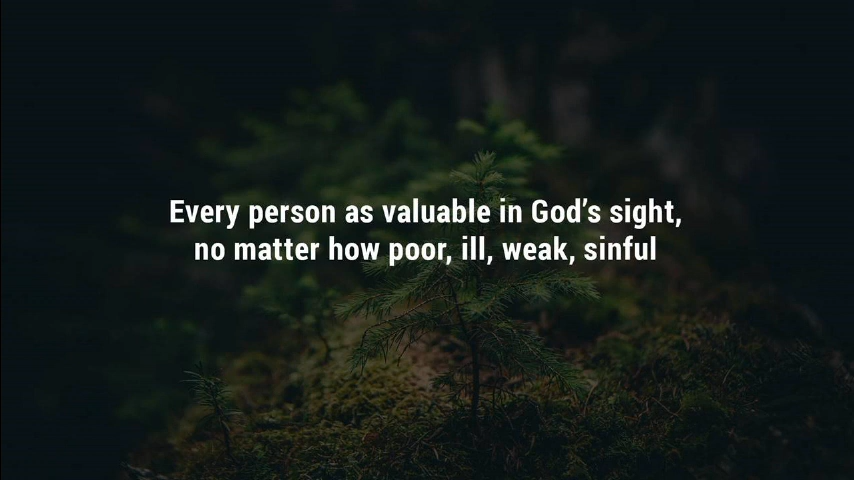 Every person as valuable in God’s sight,
no matter how poor, ill, weak, sinful